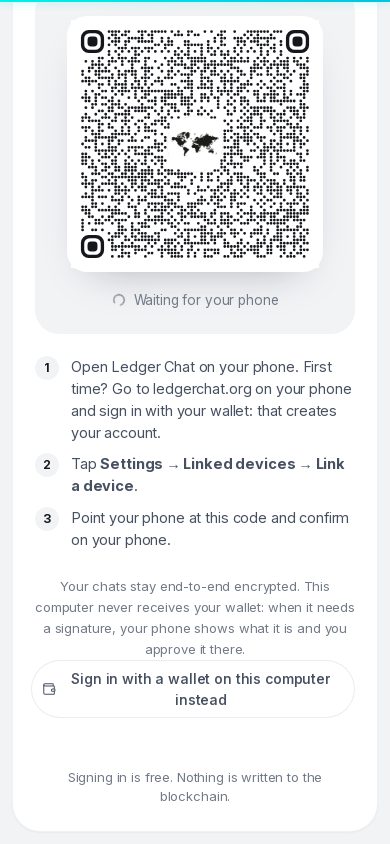 Waiting for your phone
1 Open Ledger Chat on your phone. First
time? Go to ledgerchat.org on your phone
and sign in with your wallet: that creates
your account.
2 Tap Settings → Linked devices → Link
a device.
3 Point your phone at this code and confirm
on your phone.
Your chats stay end-to-end encrypted. This
computer never receives your wallet: when it needs
a signature, your phone shows what it is and you
approve it there.
Sign in with a wallet on this computer
instead
Signing in is free. Nothing is written to the
blockchain.